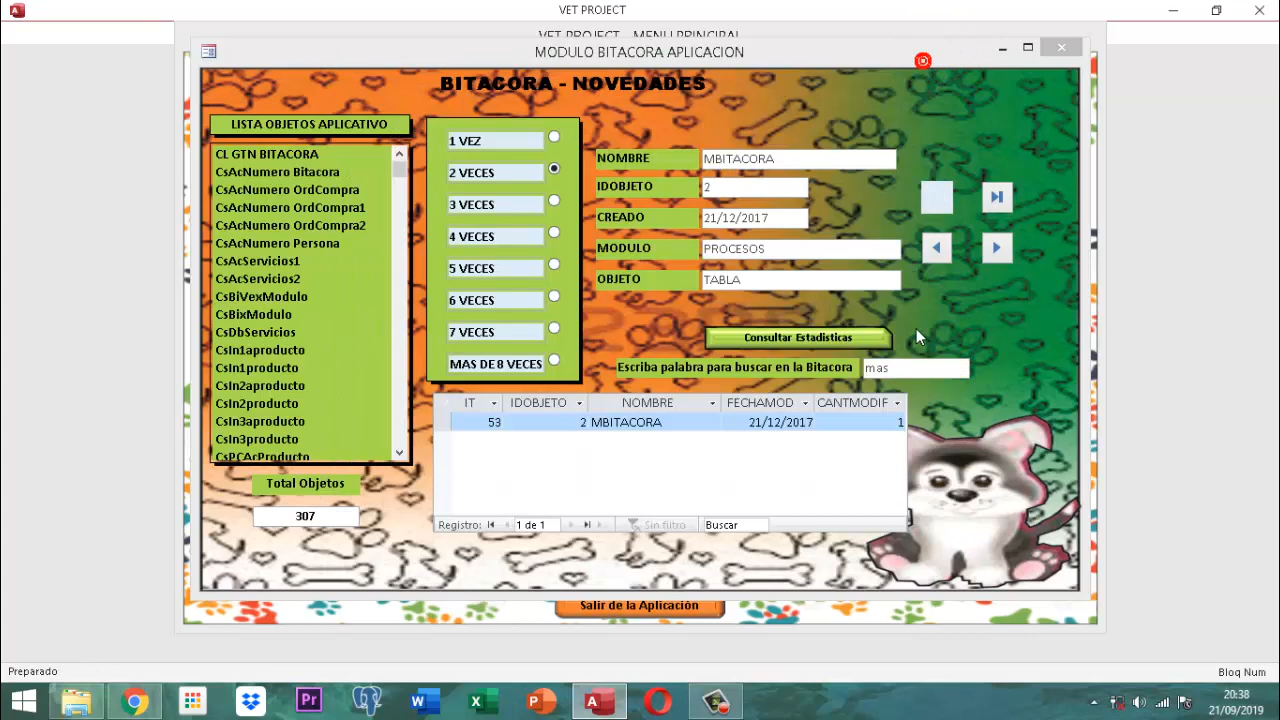 VET PROJECT
VET PROJECT - MENU PRINCIPAL
MODULO BITACORA APLICACION
BITACORA - NOVEDADES
LISTA OBJETOS APLICATIVO
CL GTN BITACORA
CsAcNumero Bitacora
CsAcNumero OrdCompra
CsAcNumero OrdCompra1
CsAcNumero OrdCompra2
CsAcNumero Persona
CsAcServicios1
CsAcServicios2
CsBiVexModulo
CsBixModulo
CsDbServicios
CsIn1aproducto
CsIn1producto
CsIn2aproducto
CsIn2producto
CsIn3aproducto
CsIn3producto
CsPCAcProducto
Total Objetos
307
1 VEZ
2 VECES
3 VECES
4 VECES
5 VECES
6 VECES
7 VECES
MAS DE 8 VECES
NOMBRE MBITACORA
IDOBJETO 2
CREADO 21/12/2017
MODULO PROCESOS
OBJETO TABLA
Consultar Estadisticas
Escriba palabra para buscar en la Bitacora mas
IT IDOBJETO NOMBRE FECHAMOD CANTMODIF
53 2 MBITACORA 21/12/2017 1
Registro: 1 de 1 Sin filtro Buscar
Salir de la Aplicación
Preparado Bloq Num
Pr W X P A
20:38
21/09/2019